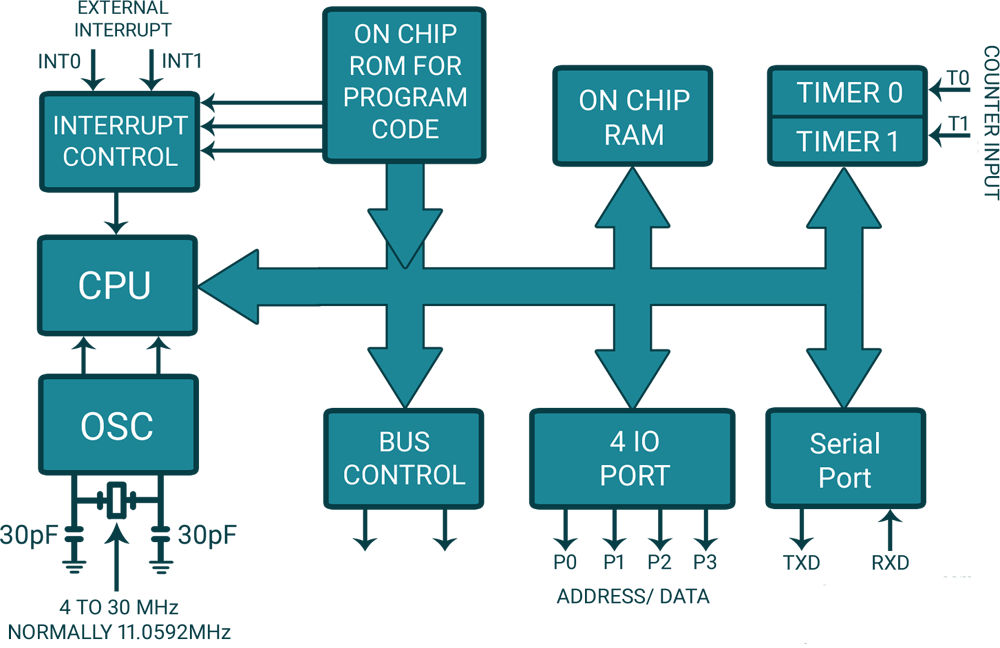 EXTERNAL
INTERRUPT
INT0
INT1
INTERRUPT
CONTROL
ON CHIP
ROM FOR
PROGRAM
CODE
ON CHIP
RAM
TIMER 0
TIMER 1
T0
T1
COUNTER INPUT
CPU
OSC
30pF
30pF
4 TO 30 MHz
NORMALLY 11.0592MHz
BUS
CONTROL
4 IO
PORT
P0
P1
P2
P3
ADDRESS/ DATA
Serial
Port
TXD
RXD